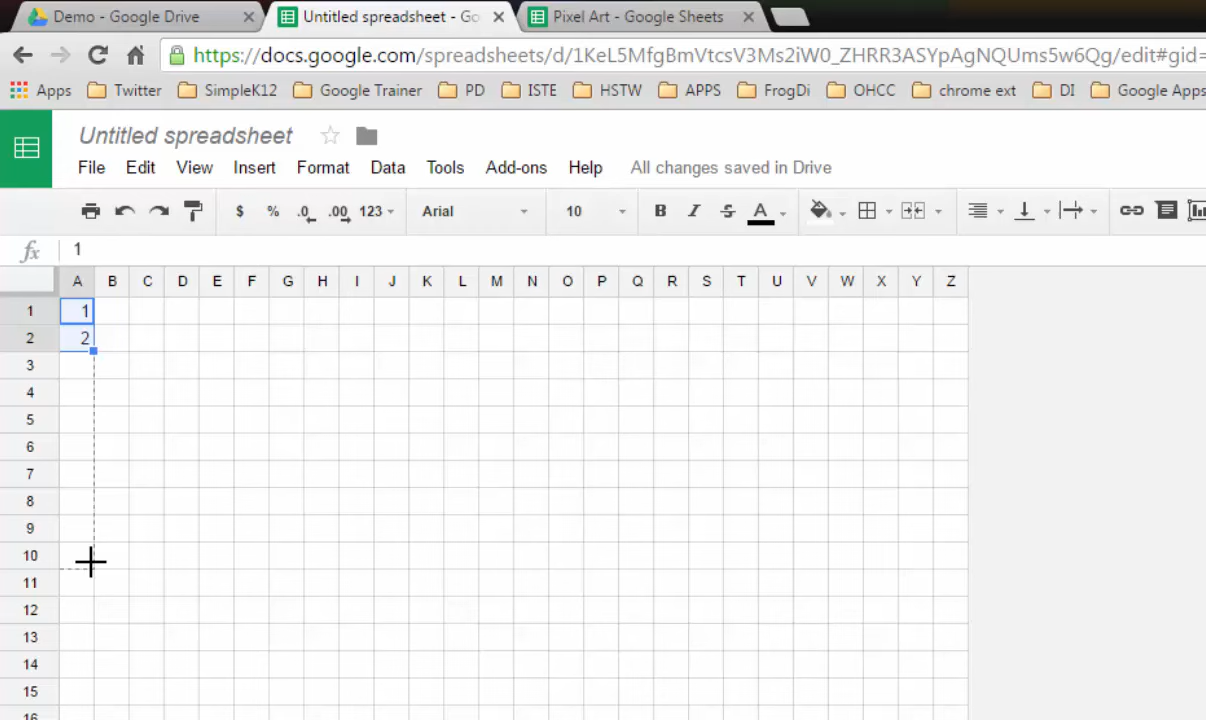 Demo - Google Drive Untitled spreadsheet - Go Pixel Art - Google Sheets
https://docs.google.com/spreadsheets/d/1KeL5MfgBmVtcsV3Ms2iW0_ZHRR3ASYpAgNQUms5w6Qg/edit#gid=
Apps Twitter SimpleK12 Google Trainer PD ISTE HSTW APPS FrogDi OHCC chrome ext DI Google Apps
Untitled spreadsheet
File Edit View Insert Format Data Tools Add-ons Help All changes saved in Drive
$ % .0 .00 123 Arial 10 B I S A
fx 1
A B C D E F G H I J K L M N O P Q R S T U V W X Y Z
1 1
2 2
3
4
5
6
7
8
9
10
11
12
13
14
15
16